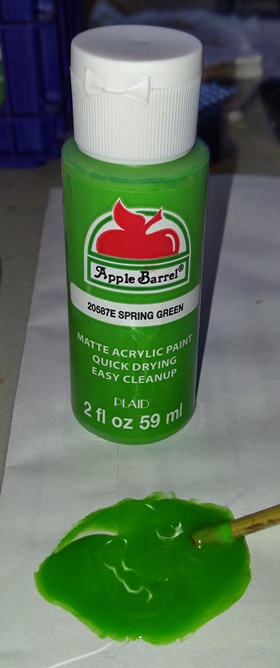 Apple Barrel®
20587E SPRING GREEN
MATTE ACRYLIC PAINT
QUICK DRYING
EASY CLEANUP
PLAID
2 fl oz 59 ml